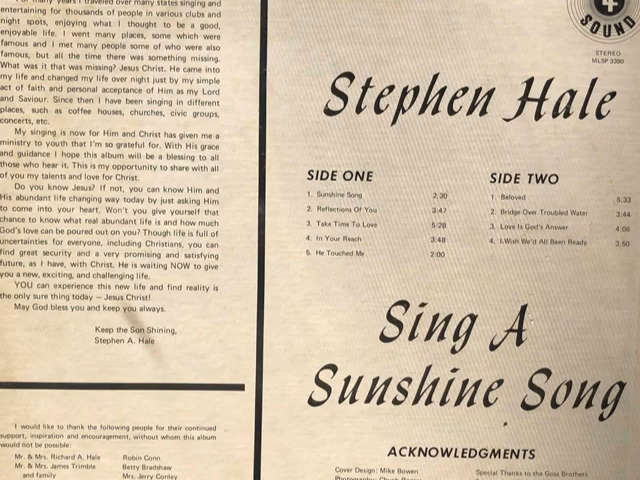 For many years I traveled over many states singing and
entertaining for thousands of people in various clubs and
night spots, enjoying what I thought to be a good,
enjoyable life. I went many places, some which were
famous and I met many people some of who were also
famous, but all the time there was something missing.
What was it that was missing? Jesus Christ. He came into
my life and changed my life over night just by my simple
act of faith and personal acceptance of Him as my Lord
and Saviour. Since then I have been singing in different
places, such as coffee houses, churches, civic groups,
concerts, etc.
My singing is now for Him and Christ has given me a
ministry to youth that I'm so grateful for. With His grace
and guidance I hope this album will be a blessing to all
those who hear it. This is my opportunity to share with all
of you my talents and love for Christ.
Do you know Jesus? If not, you can know Him and
His abundant life changing way today by just asking Him
to come into your heart. Won't you give yourself that
chance to know what real abundant life is and how much
God's love can be poured out on you? Though life is full of
uncertainties for everyone, including Christians, you can
find great security and a very promising and satisfying
future, as I have, with Christ. He is waiting NOW to give
you a new, exciting, and challenging life.
YOU can experience this new life and find reality is
the only sure thing today — Jesus Christ!
May God bless you and keep you always.
Keep the Son Shining,
Stephen A. Hale
I would like to thank the following people for their continued
support, inspiration and encouragement, without whom this album
would not be possible:
Mr. & Mrs. Richard A. Hale Robin Conn
Mr. & Mrs. James Trimble Betty Bradshaw
and family Mrs. Jerry Conley
4
SOUND
STEREO
MLSP 3390
Stephen Hale
SIDE ONE
1. Sunshine Song 2:30
2. Reflections Of You 3:47
3. Take Time To Love 5:28
4. In Your Reach 3:48
5. He Touched Me 2:00
SIDE TWO
1. Beloved 5:33
2. Bridge Over Troubled Water 3:44
3. Love Is God's Answer 4:06
4. I Wish We'd All Been Ready 3:50
Sing A
Sunshine Song
ACKNOWLEDGMENTS
Cover Design: Mike Bowen
Special Thanks to the Goss Brothers